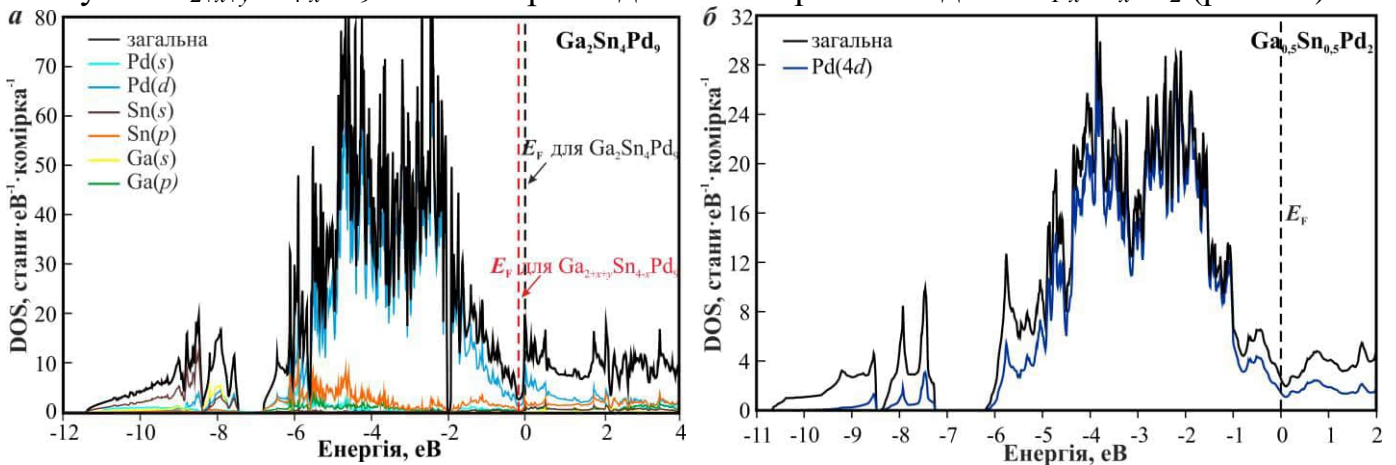 а
80
70
60
50
40
30
20
10
0
DOS, стани·еВ⁻¹·комірка⁻¹
загальна
Pd(s)
Pd(d)
Sn(s)
Sn(p)
Ga(s)
Ga(p)
Ga₂Sn₄Pd₉
E_F для Ga₂Sn₄Pd₉
E_F для Ga₂₊ₓ₊ᵧSn₄₋ₓPd₉
-12 -10 -8 -6 -4 -2 0 2 4
Енергія, еВ
б
32
28
24
20
16
12
8
4
0
DOS, стани·еВ⁻¹·комірка⁻¹
загальна
Pd(4d)
Ga₀,₅Sn₀,₅Pd₂
E_F
-11 -10 -9 -8 -7 -6 -5 -4 -3 -2 -1 0 1 2
Енергія, еВ